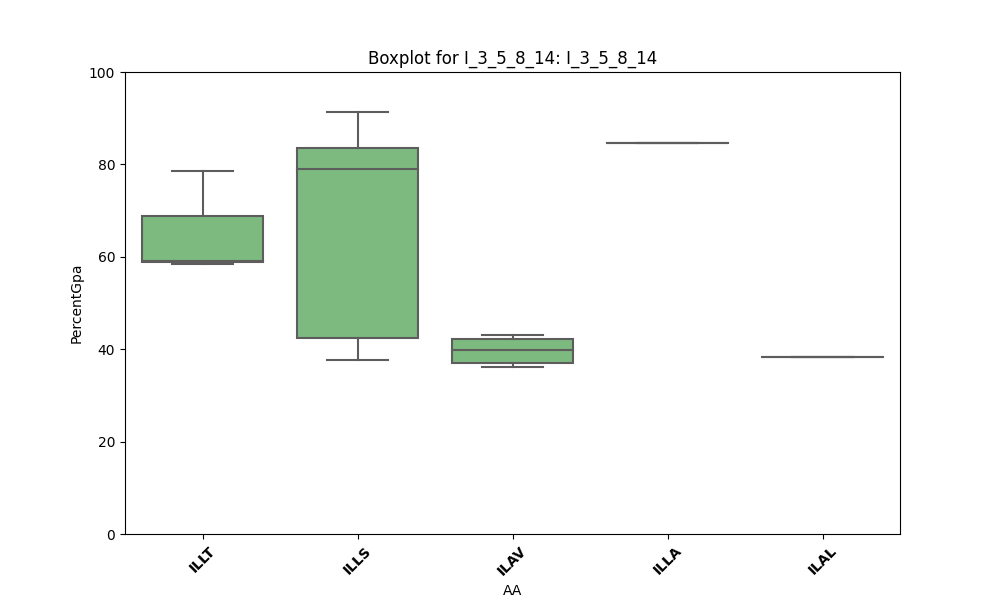 Boxplot for I_3_5_8_14: I_3_5_8_14
100
80
60
40
20
0
PercentGpa
ILLT
ILLS
ILAV
ILLA
ILAL
AA